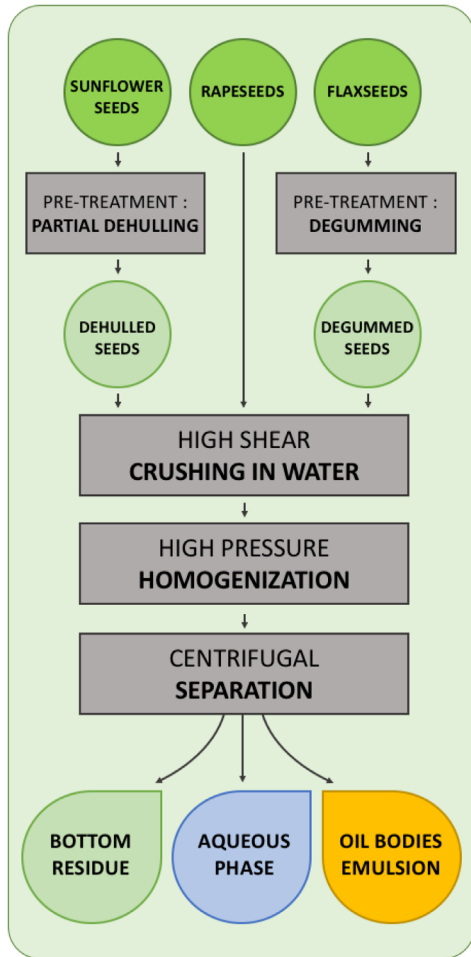 SUNFLOWER
SEEDS
RAPESEEDS
FLAXSEEDS
PRE-TREATMENT :
PARTIAL DEHULLING
PRE-TREATMENT :
DEGUMMING
DEHULLED
SEEDS
DEGUMMED
SEEDS
HIGH SHEAR
CRUSHING IN WATER
HIGH PRESSURE
HOMOGENIZATION
CENTRIFUGAL
SEPARATION
BOTTOM
RESIDUE
AQUEOUS
PHASE
OIL BODIES
EMULSION